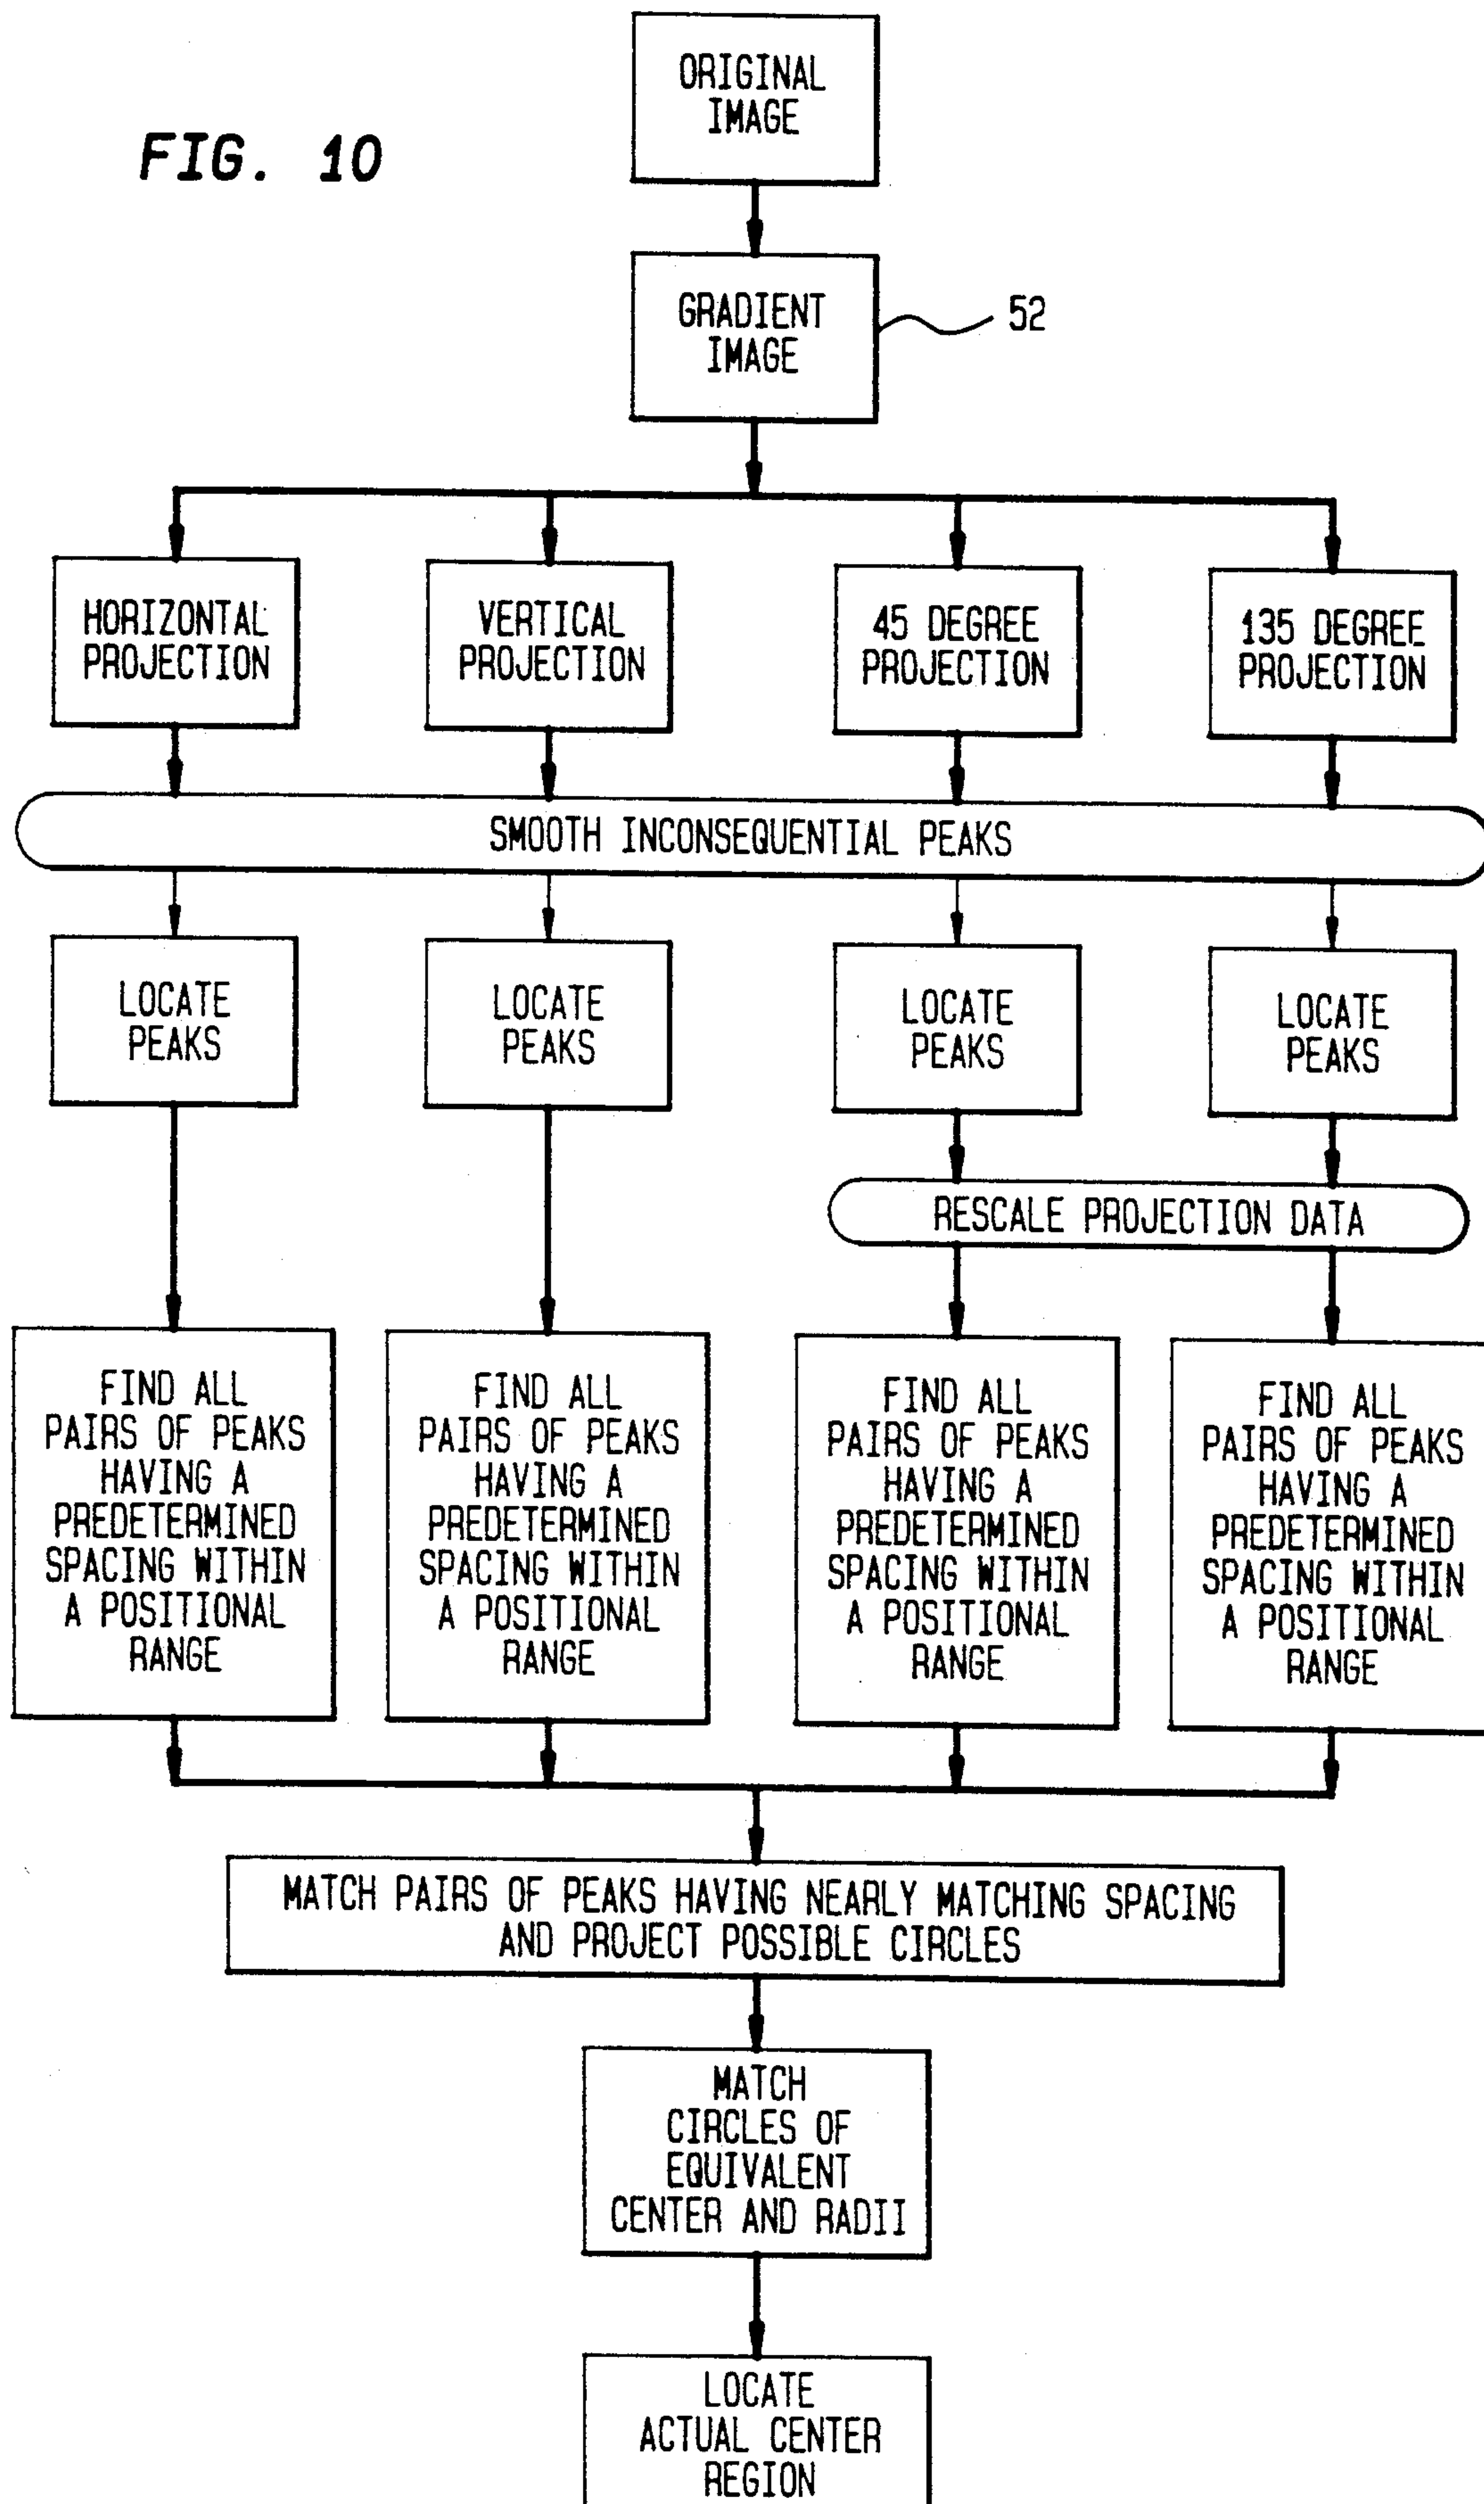 FIG. 10
ORIGINAL
IMAGE
GRADIENT
IMAGE
52
HORIZONTAL
PROJECTION
VERTICAL
PROJECTION
45 DEGREE
PROJECTION
135 DEGREE
PROJECTION
SMOOTH INCONSEQUENTIAL PEAKS
LOCATE
PEAKS
LOCATE
PEAKS
LOCATE
PEAKS
LOCATE
PEAKS
RESCALE PROJECTION DATA
FIND ALL
PAIRS OF PEAKS
HAVING A
PREDETERMINED
SPACING WITHIN
A POSITIONAL
RANGE
FIND ALL
PAIRS OF PEAKS
HAVING A
PREDETERMINED
SPACING WITHIN
A POSITIONAL
RANGE
FIND ALL
PAIRS OF PEAKS
HAVING A
PREDETERMINED
SPACING WITHIN
A POSITIONAL
RANGE
FIND ALL
PAIRS OF PEAKS
HAVING A
PREDETERMINED
SPACING WITHIN
A POSITIONAL
RANGE
MATCH PAIRS OF PEAKS HAVING NEARLY MATCHING SPACING
AND PROJECT POSSIBLE CIRCLES
MATCH
CIRCLES OF
EQUIVALENT
CENTER AND RADII
LOCATE
ACTUAL CENTER
REGION